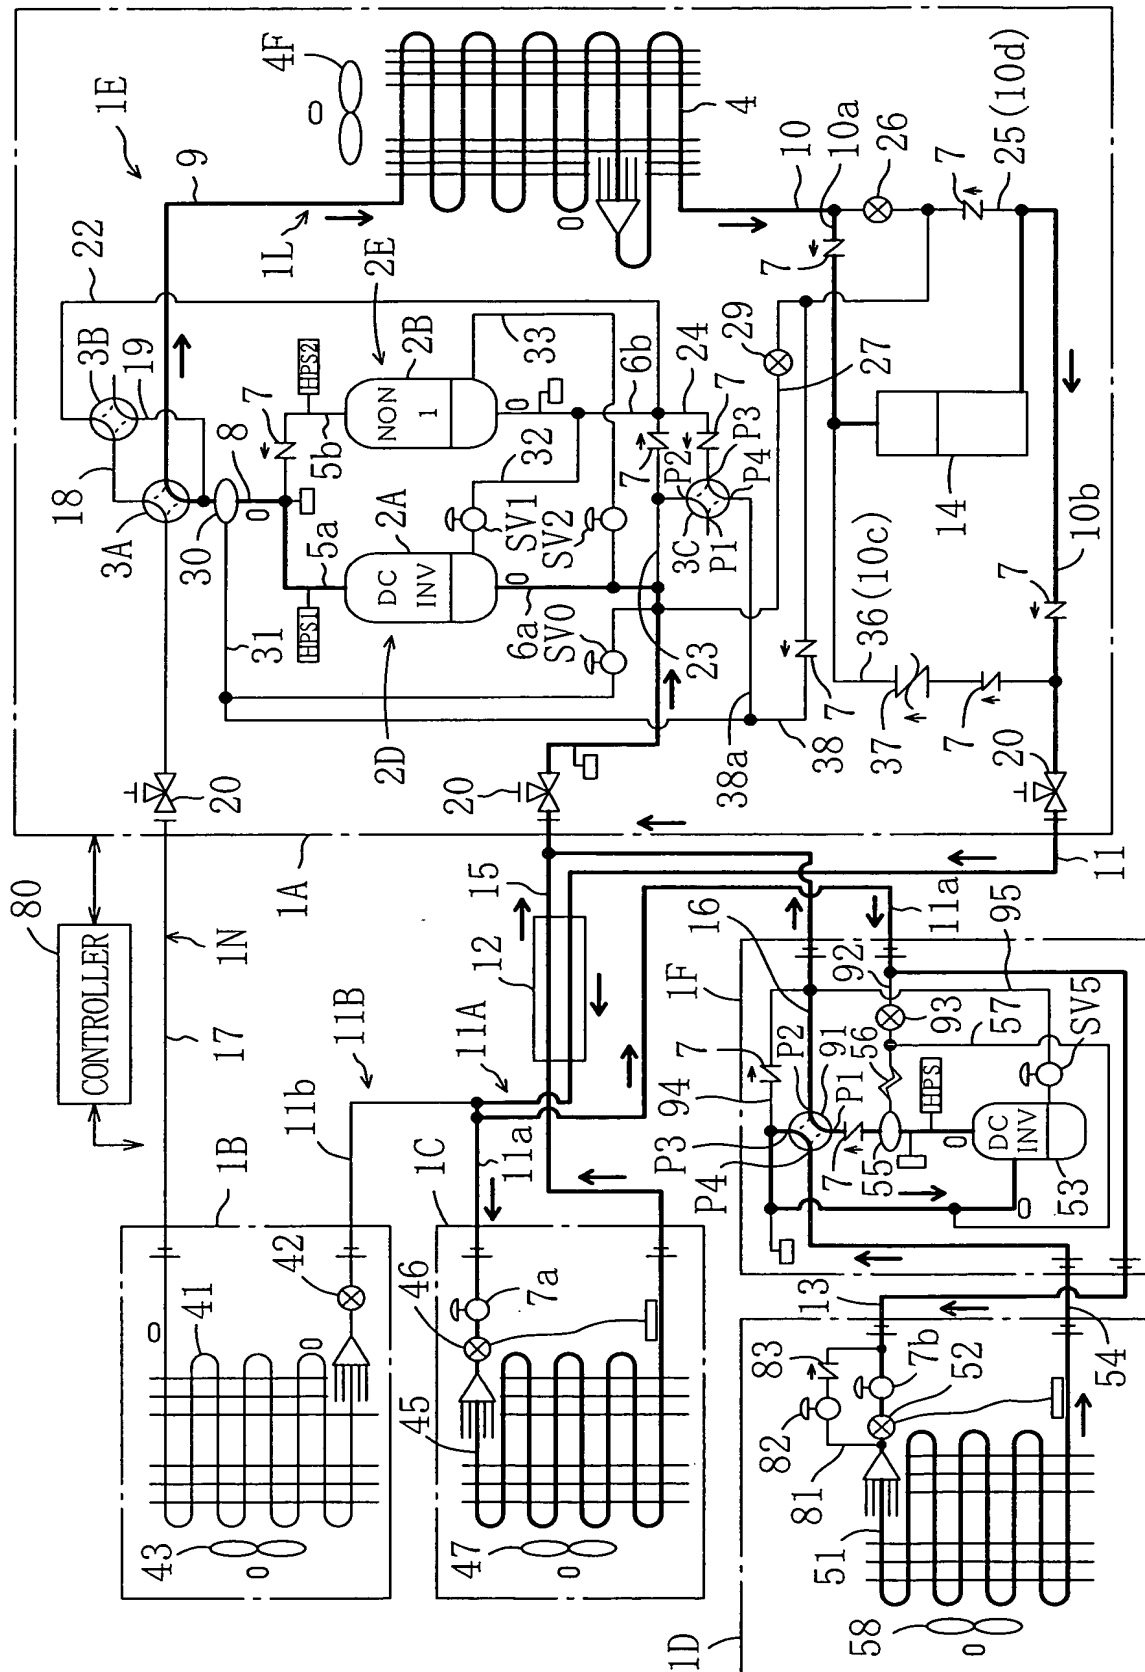 80
CONTROLLER
1A
1E
9
1L
4F
4
22
3B
19
18
3A
30
31
8
7
HPS2
HPS1
5a
5b
2E
2B
NON
1
33
2A
DC
INV
32
2D
SV1
SV2
6a
SV0
6b
24
7
7
23
3C
P1
P2
P3
P4
10
10a
26
7
25(10d)
7
29
27
14
10b
36(10c)
37
7
7
38
38a
7
20
20
20
1N
17
11
11a
15
12
11A
11B
11b
1B
41
42
43
1C
11a
46
7a
45
47
16
1F
94
7
P2
91
P1
56
P3
P4
7
55
92
93
57
95
SV5
HPS
DC
INV
53
13
54
83
7b
52
82
81
51
58
1D